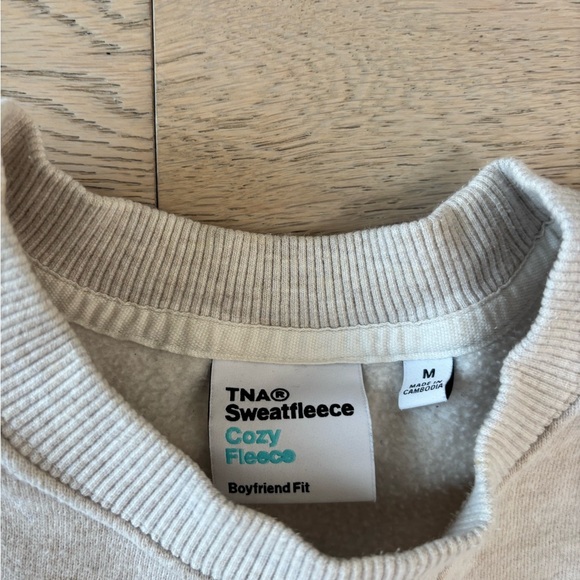 TNA®
Sweatfleece
Cozy
Fleece
Boyfriend Fit
M
MADE IN
CAMBODIA